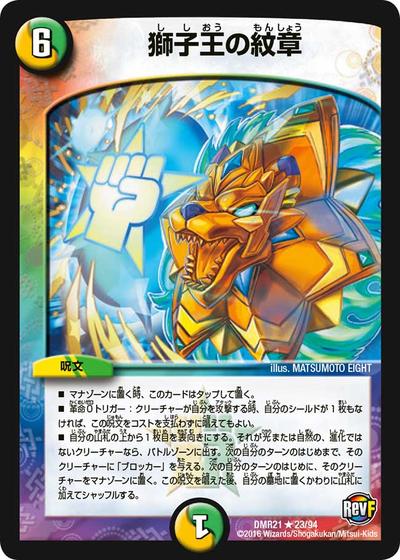 6
獅子王の紋章
ししおう もんしょう
illus. MATSUMOTO EIGHT
呪文
■ マナゾーンに置く時、このカードはタップして置く。
■ 革命0トリガー:クリーチャーが自分を攻撃する時、自分のシールドが1枚もなければ、この呪文をコストを支払わずに唱えてもよい。
■ 自分の山札の上から1枚目を表向きにする。それが光または自然の、進化ではないクリーチャーなら、バトルゾーンに出す。次の自分のターンのはじめまで、そのクリーチャーに「ブロッカー」を与える。次の自分のターンのはじめに、そのクリーチャーをマナゾーンに置く。この呪文を唱えた後、自分の墓地に置くかわりに山札に加えてシャッフルする。
1
RevF
DMR21 ★ 23/94
©2016 Wizards/Shogakukan/Mitsui-Kids